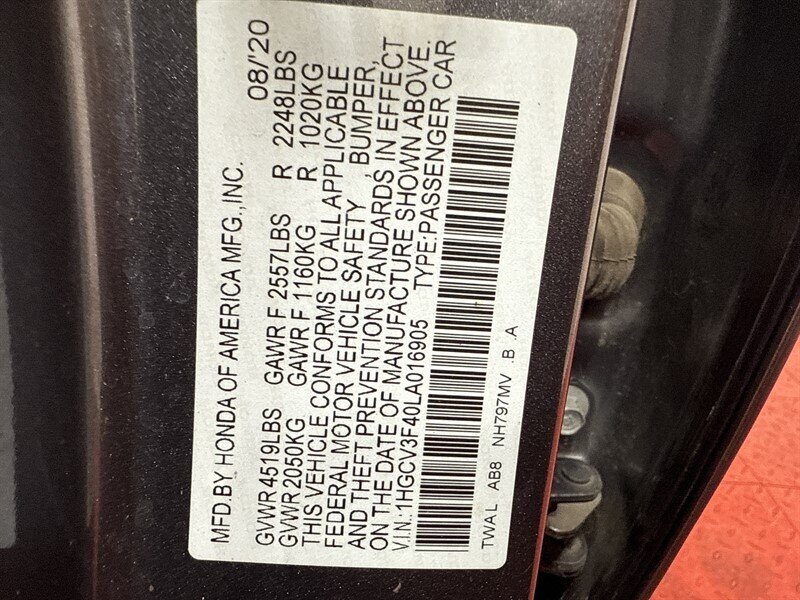 MFD.BY HONDA OF AMERICA MFG.,INC. 08/'20
GVWR 4519LBS GAWR F 2557LBS R 2248LBS
GVWR 2050KG GAWR F 1160KG R 1020KG
THIS VEHICLE CONFORMS TO ALL APPLICABLE
FEDERAL MOTOR VEHICLE SAFETY , BUMPER,
AND THEFT PREVENTION STANDARDS IN EFFECT
ON THE DATE OF MANUFACTURE SHOWN ABOVE.
V.I.N.:1HGCV3F40LA016905 TYPE:PASSENGER CAR
TWAL AB8 NH797MV .B .A